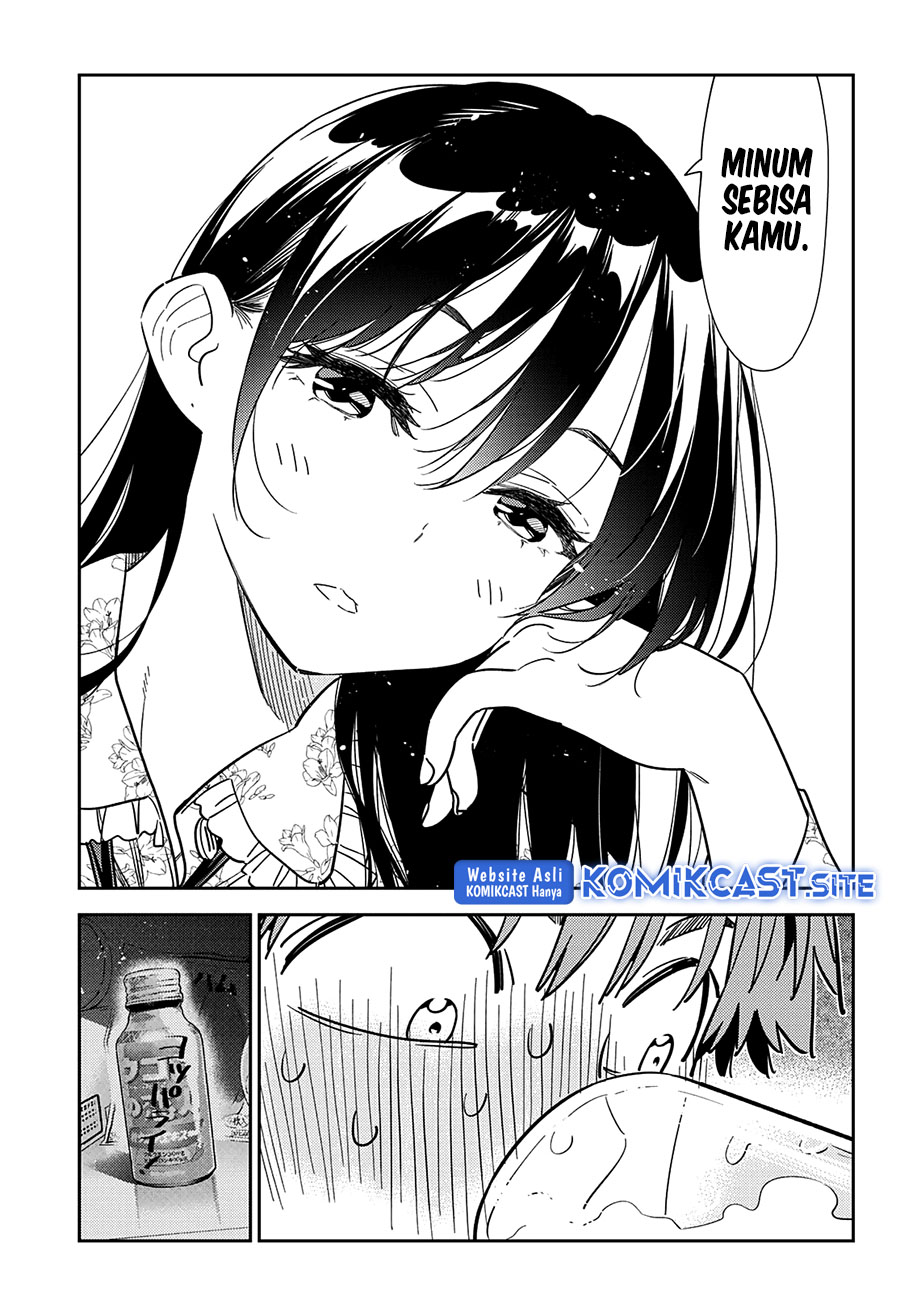 MINUM
SEBISA
KAMU.
Website Asli
KOMIKCAST Hanya
KOMIKCAST.SITE